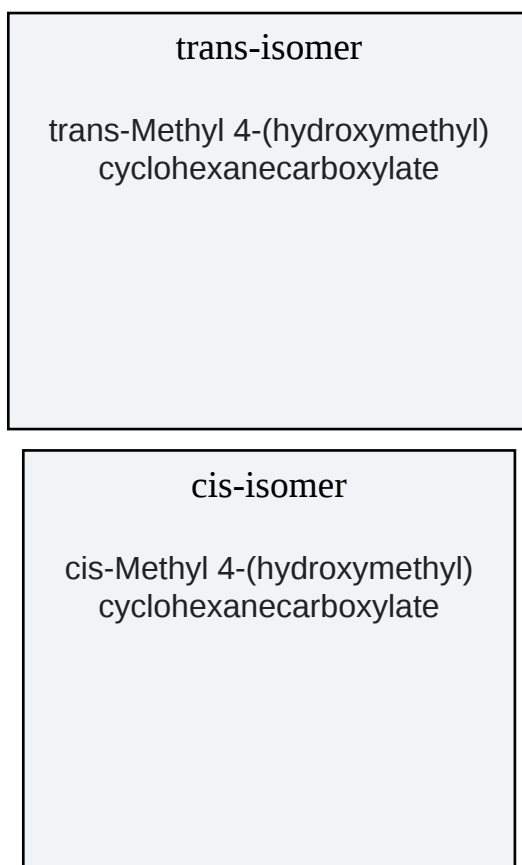 trans-isomer
trans-Methyl 4-(hydroxymethyl)
cyclohexanecarboxylate
cis-isomer
cis-Methyl 4-(hydroxymethyl)
cyclohexanecarboxylate